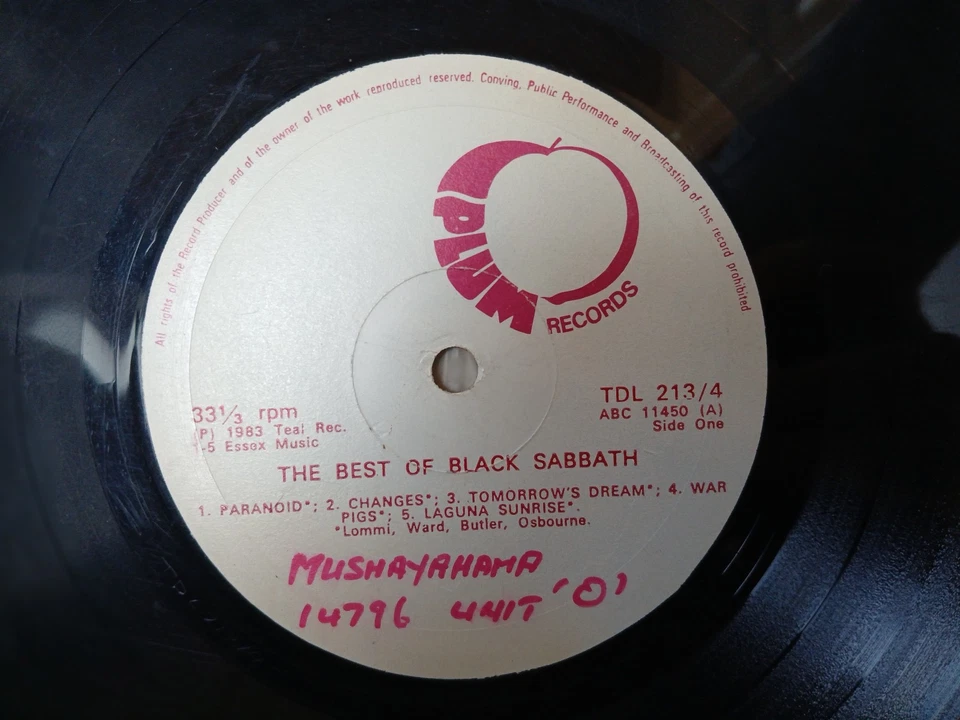 All rights of the Record Producer and of the owner of the work reproduced reserved. Conving, Public Performance and Broadcasting of this record prohibited
PLUM
RECORDS
33⅓ rpm
(P) 1983 Teal Rec.
1-5 Essex Music
TDL 213/4
ABC 11450 (A)
Side One
THE BEST OF BLACK SABBATH
1. PARANOID*; 2. CHANGES*; 3. TOMORROW'S DREAM*; 4. WAR
PIGS*; 5. LAGUNA SUNRISE*.
*Lommi, Ward, Butler, Osbourne.
MUSHAYAHAMA
14796 UNIT 'O'